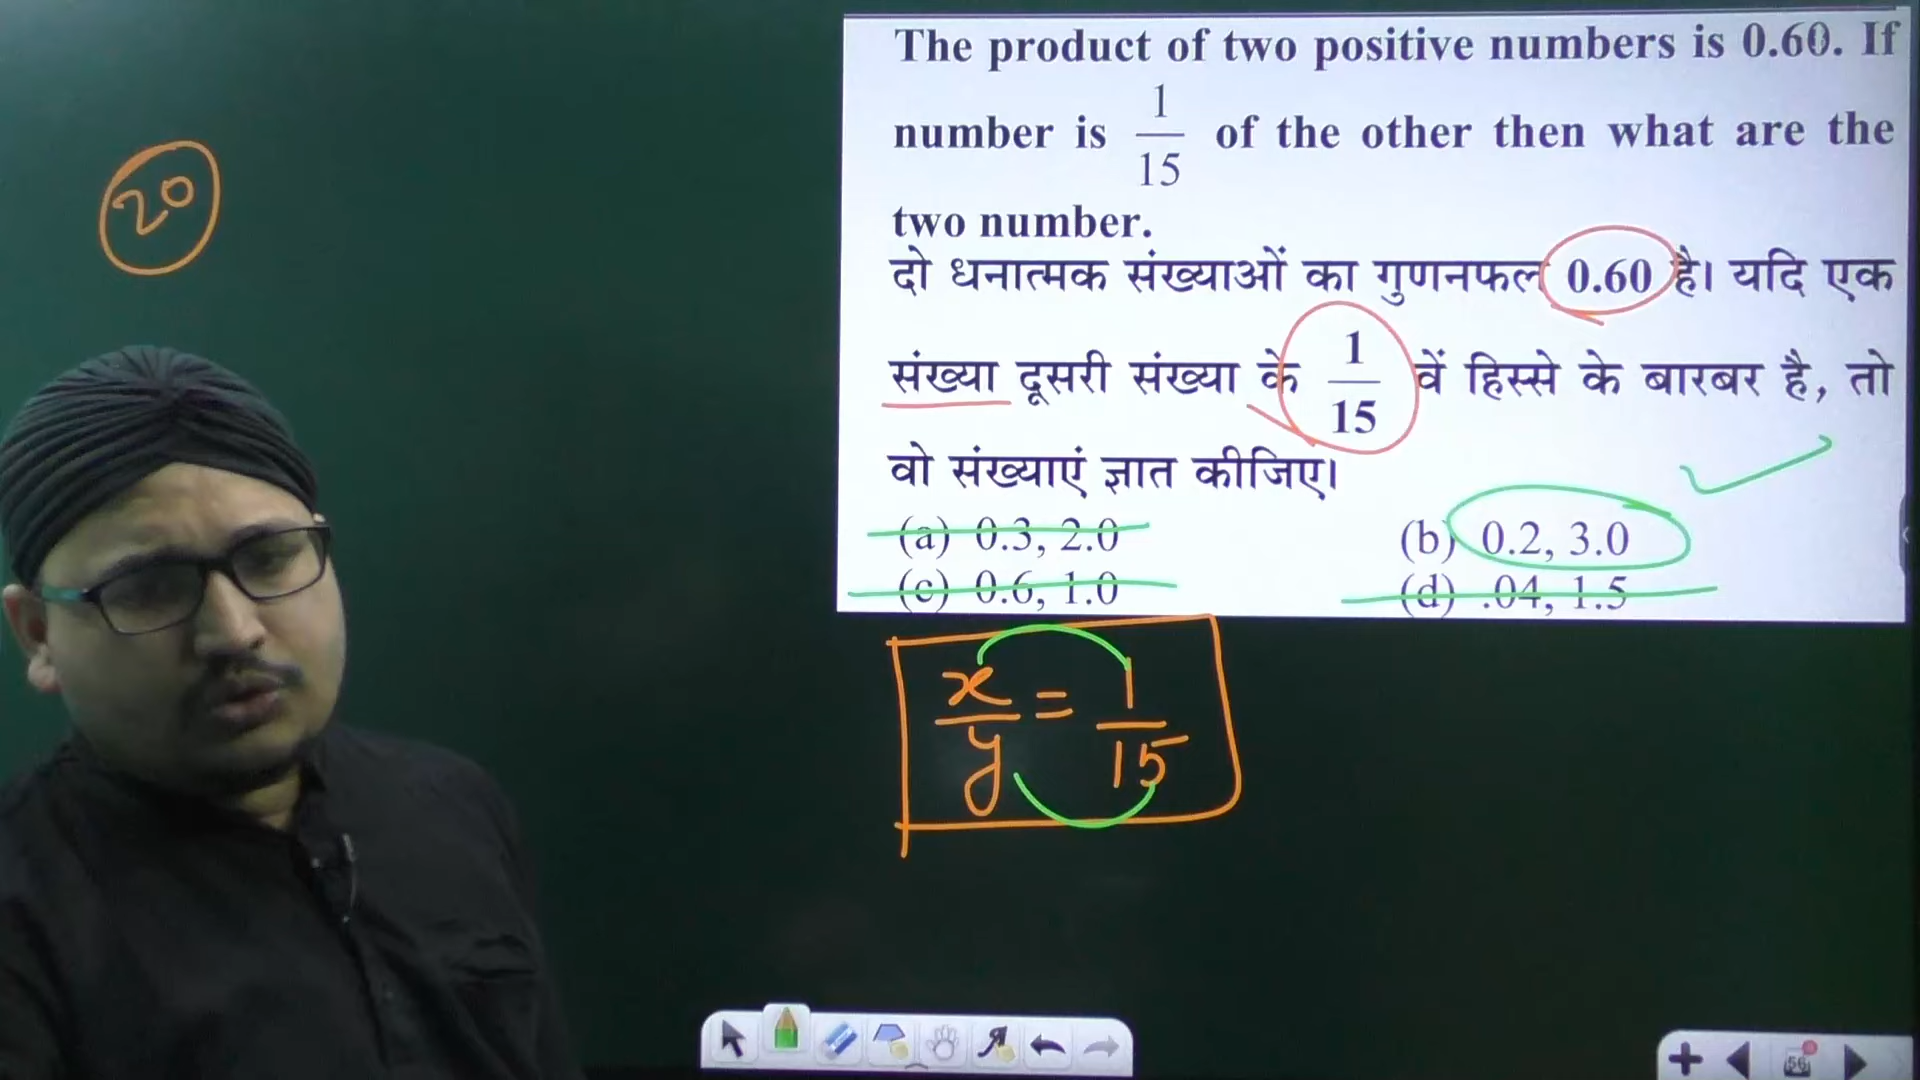 The product of two positive numbers is 0.60. If
number is 1/15 of the other then what are the
two number.
दो धनात्मक संख्याओं का गुणनफल 0.60 है। यदि एक
संख्या दूसरी संख्या के 1/15 वें हिस्से के बारबर है, तो
वो संख्याएं ज्ञात कीजिए।
(a) 0.3, 2.0 (b) 0.2, 3.0
(c) 0.6, 1.0 (d) .04, 1.5
20
x/y = 1/15
56